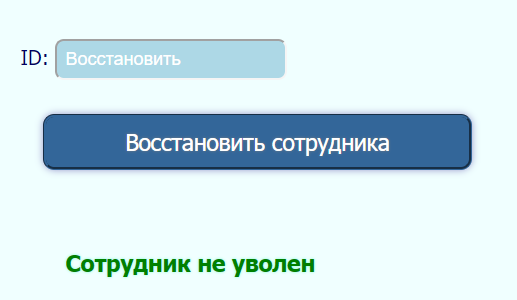 ID: Восстановить
Восстановить сотрудника
Сотрудник не уволен